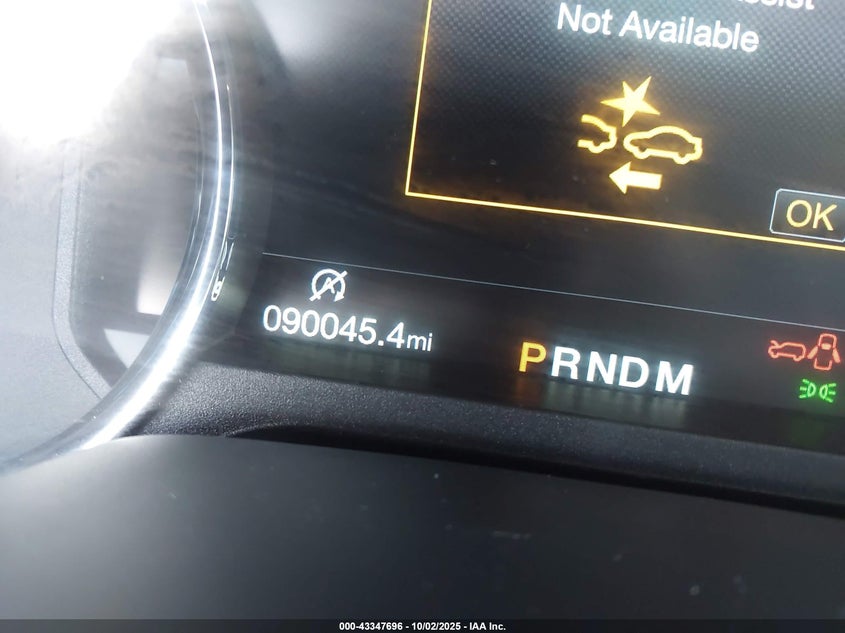 Not Available
OK
090045.4mi
PRNDM
000-43347696 - 10/02/2025 - IAA Inc.